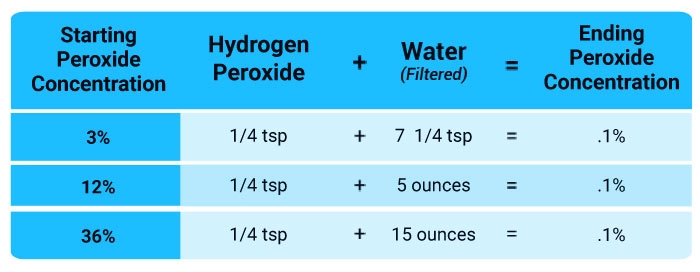 Starting Peroxide Concentration Hydrogen Peroxide + Water (Filtered) = Ending Peroxide Concentration
3% 1/4 tsp + 7 1/4 tsp = .1%
12% 1/4 tsp + 5 ounces = .1%
36% 1/4 tsp + 15 ounces = .1%